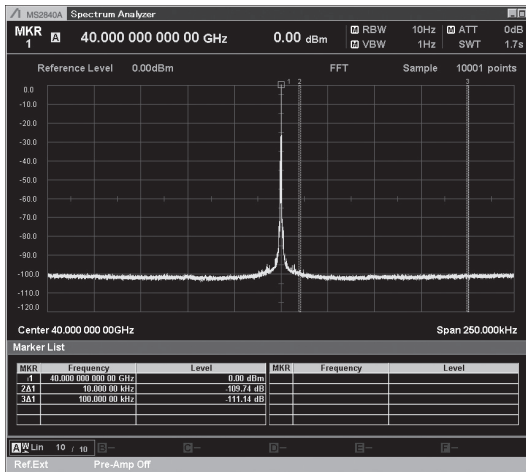 MS2840A Spectrum Analyzer
MKR 1 A 40.000 000 000 00 GHz 0.00 dBm M RBW 10Hz M ATT 0dB
M VBW 1Hz SWT 1.7s
Reference Level 0.00dBm FFT Sample 10001 points
1 2 3
0.0
-10.0
-20.0
-30.0
-40.0
-50.0
-60.0
-70.0
-80.0
-90.0
-100.0
-110.0
-120.0
Center 40.000 000 00GHz Span 250.000kHz
Marker List
MKR Frequency Level MKR Frequency Level
1 40.000 000 000 00 GHz 0.00 dBm
2Δ1 10.000 00 kHz -109.74 dB
3Δ1 100.000 00 kHz -111.14 dB
A W Lin 10 / 10 B - C - D - E - F -
Ref.Ext Pre-Amp Off